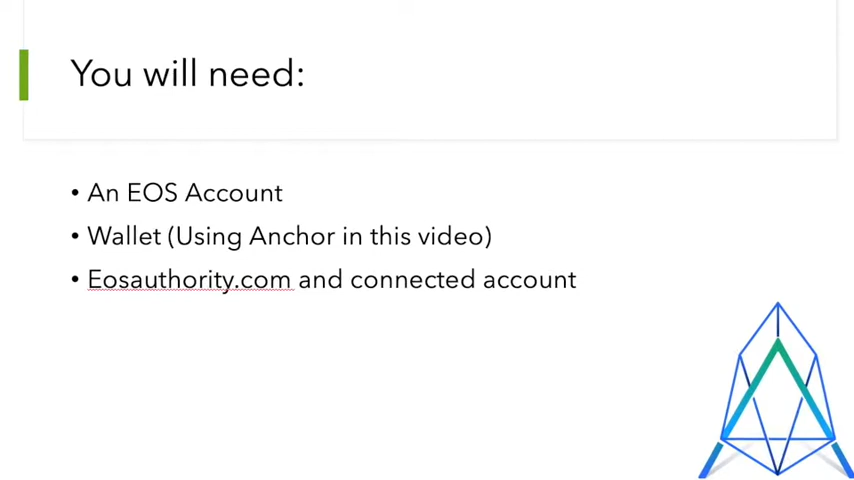 You will need:
• An EOS Account
• Wallet (Using Anchor in this video)
• Eosauthority.com and connected account